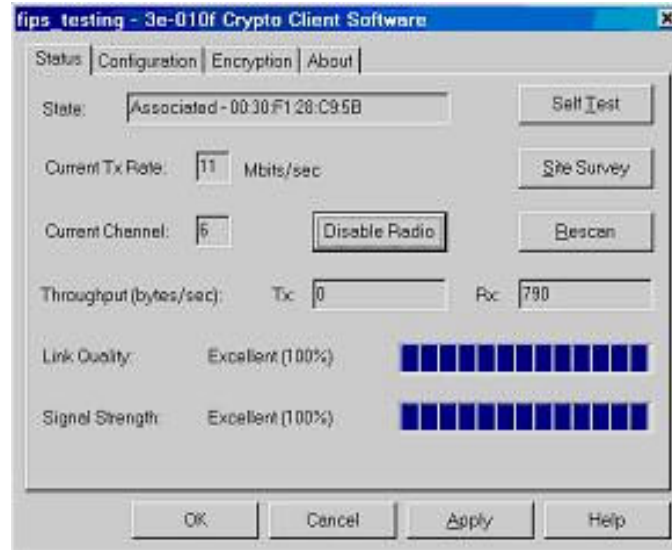 fips_testing - 3e-010f Crypto Client Software
Status Configuration Encryption About
State: Associated - 00:30:F1:28:C9:5B Self Test
Current Tx Rate: 11 Mbits/sec Site Survey
Current Channel: 6 Disable Radio Rescan
Throughput (bytes/sec): Tx: 0 Rx: 790
Link Quality: Excellent (100%)
Signal Strength: Excellent (100%)
OK Cancel Apply Help